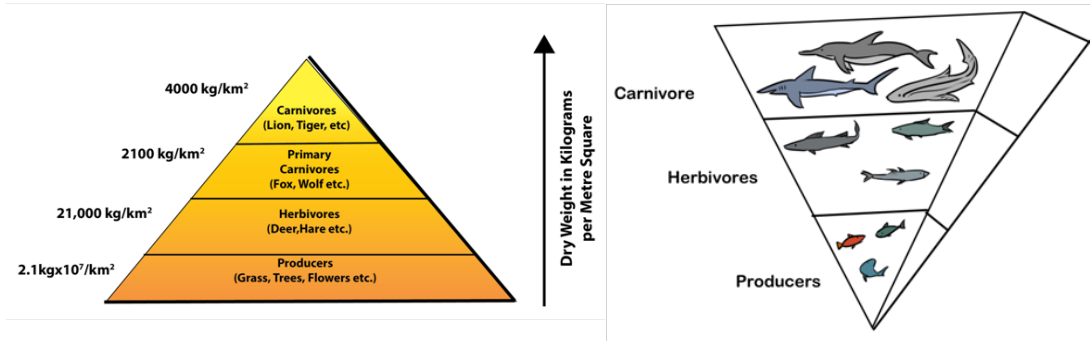 4000 kg/km²
Carnivores
(Lion, Tiger, etc)
2100 kg/km²
Primary
Carnivores
(Fox, Wolf etc.)
21,000 kg/km²
Herbivores
(Deer,Hare etc.)
2.1kgx10⁷/km²
Producers
(Grass, Trees, Flowers etc.)
Dry Weight in Kilograms
per Metre Square
Carnivore
Herbivores
Producers